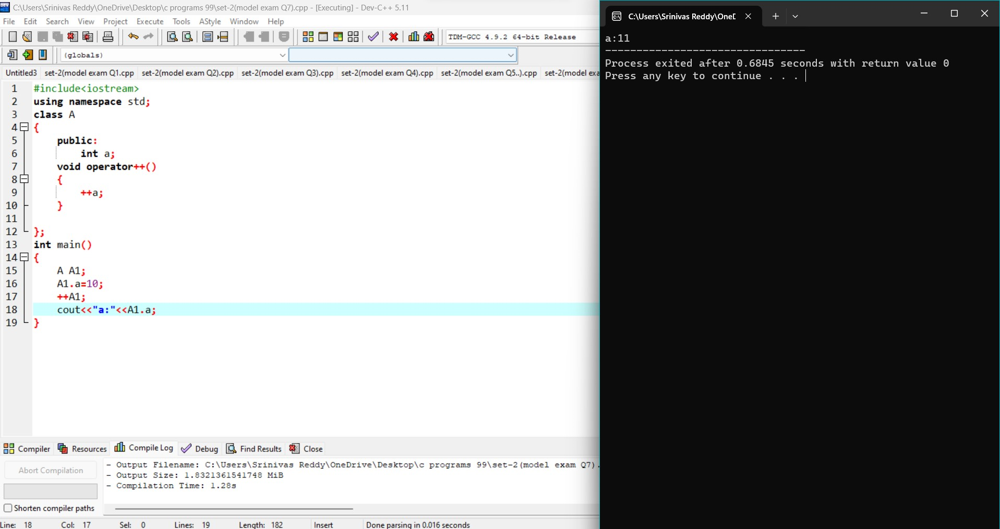 C:\Users\Srinivas Reddy\OneDrive\Desktop\c programs 99\set-2(model exam Q7).cpp - [Executing] - Dev-C++ 5.11
File Edit Search View Project Execute Tools AStyle Window Help
TDM-GCC 4.9.2 64-bit Release
(globals)
Untitled3 set-2(model exam Q1.cpp set-2(model exam Q2).cpp set-2(model exam Q3).cpp set-2(model exam Q4).cpp set-2(model exam Q5..).cpp set-2(model exa
1 #include<iostream>
2 using namespace std;
3 class A
4 {
5 public:
6 int a;
7 void operator++()
8 {
9 ++a;
10 }
11
12 };
13 int main()
14 {
15 A A1;
16 A1.a=10;
17 ++A1;
18 cout<<"a:"<<A1.a;
19 }
Compiler Resources Compile Log Debug Find Results Close
Abort Compilation
Shorten compiler paths
- Output Filename: C:\Users\Srinivas Reddy\OneDrive\Desktop\c programs 99\set-2(model exam Q7).
- Output Size: 1.8321361541748 MiB
- Compilation Time: 1.28s
Line: 18 Col: 17 Sel: 0 Lines: 19 Length: 182 Insert Done parsing in 0.016 seconds
C:\Users\Srinivas Reddy\OneD
a:11
--------------------------------
Process exited after 0.6845 seconds with return value 0
Press any key to continue . . .